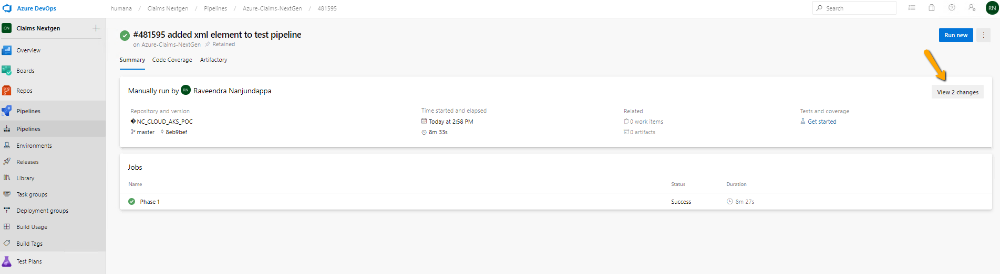 Azure DevOps
humana / Claims Nextgen / Pipelines / Azure-Claims-NextGen / 481595
Search
RN
CN Claims Nextgen
Overview
Boards
Repos
Pipelines
Pipelines
Environments
Releases
Library
Task groups
Deployment groups
Build Usage
Build Tags
Test Plans
#481595 added xml element to test pipeline
on Azure-Claims-NextGen Retained
Run new
Summary Code Coverage Artifactory
Manually run by RN Raveendra Nanjundappa
View 2 changes
Repository and version
NC_CLOUD_AKS_POC
master 8eb9bef
Time started and elapsed
Today at 2:58 PM
8m 33s
Related
0 work items
0 artifacts
Tests and coverage
Get started
Jobs
Name Status Duration
Phase 1 Success 8m 27s